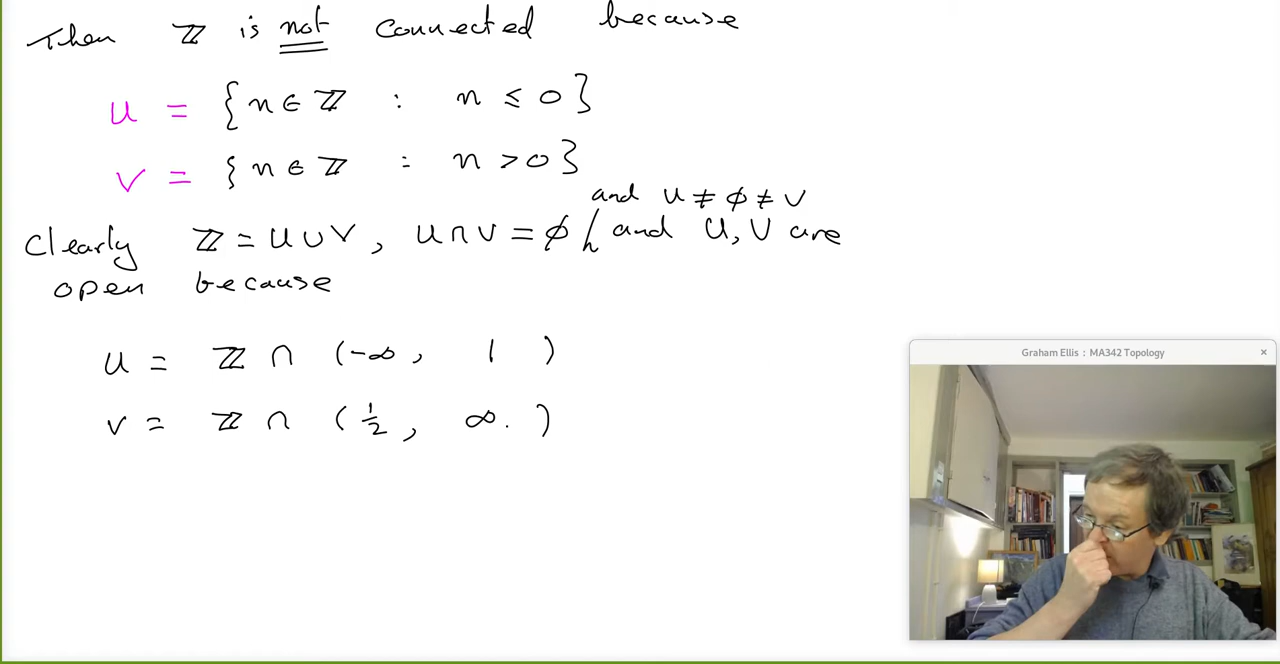 Then ℤ is not connected because
U = {n ∈ ℤ : n ≤ 0}
V = {n ∈ ℤ : n > 0}
and U ≠ ϕ ≠ V
Clearly ℤ = U ∪ V, U ∩ V = ϕ and U, V are
open because
U = ℤ ∩ (-∞, 1)
V = ℤ ∩ (1/2, ∞.)
Graham Ellis : MA342 Topology